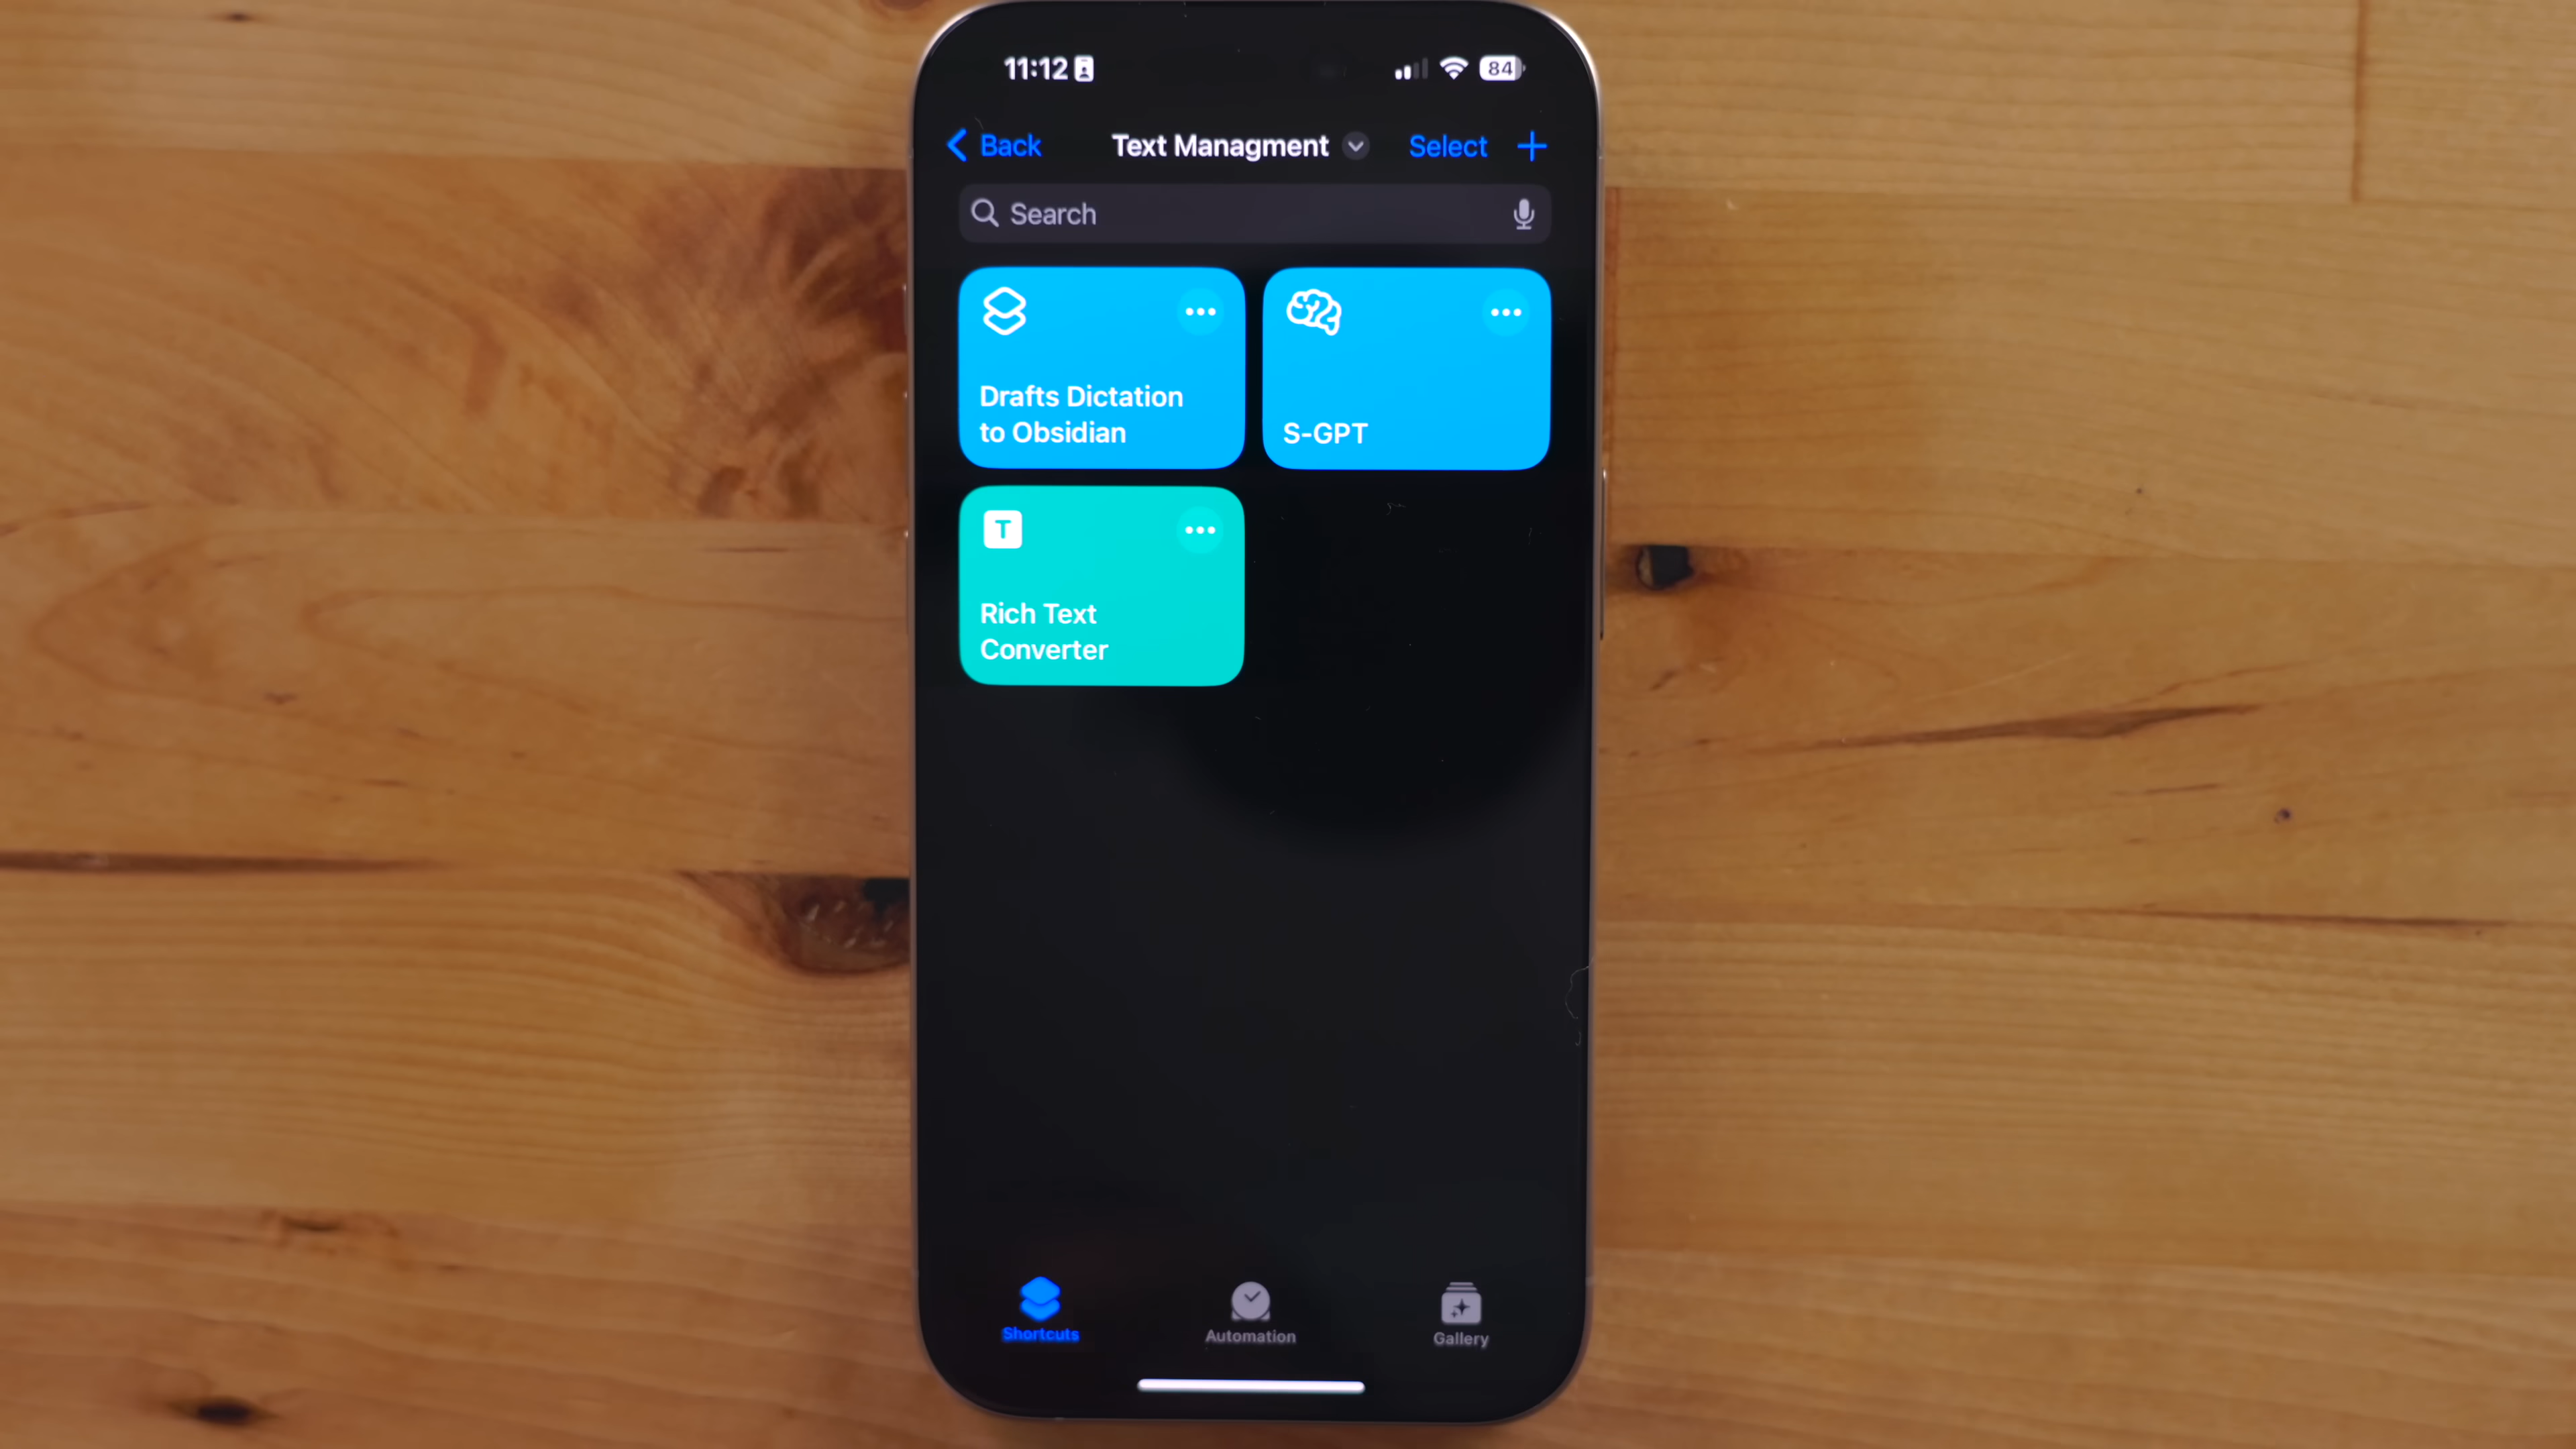 11:12 84
Back Text Managment Select
Search
Drafts Dictation
to Obsidian
S-GPT
T
Rich Text
Converter
Shortcuts Automation Gallery